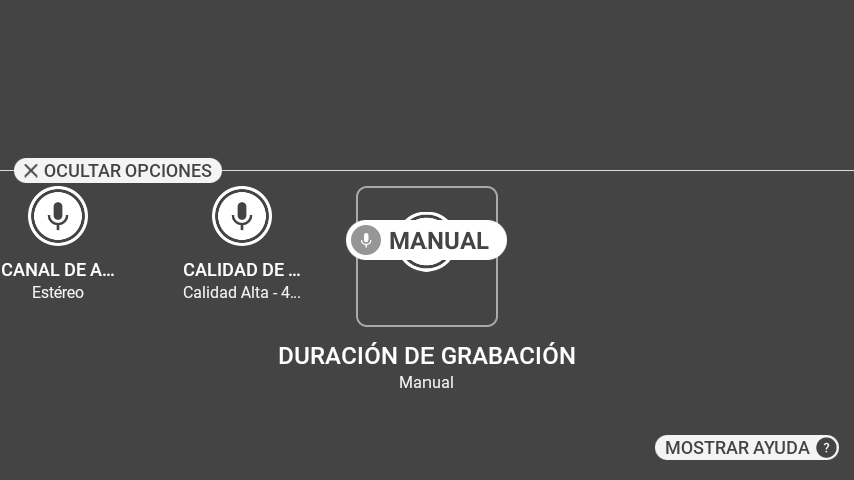 OCULTAR OPCIONES
CANAL DE A...
Estéreo
CALIDAD DE ...
Calidad Alta - 4...
MANUAL
DURACIÓN DE GRABACIÓN
Manual
MOSTRAR AYUDA ?